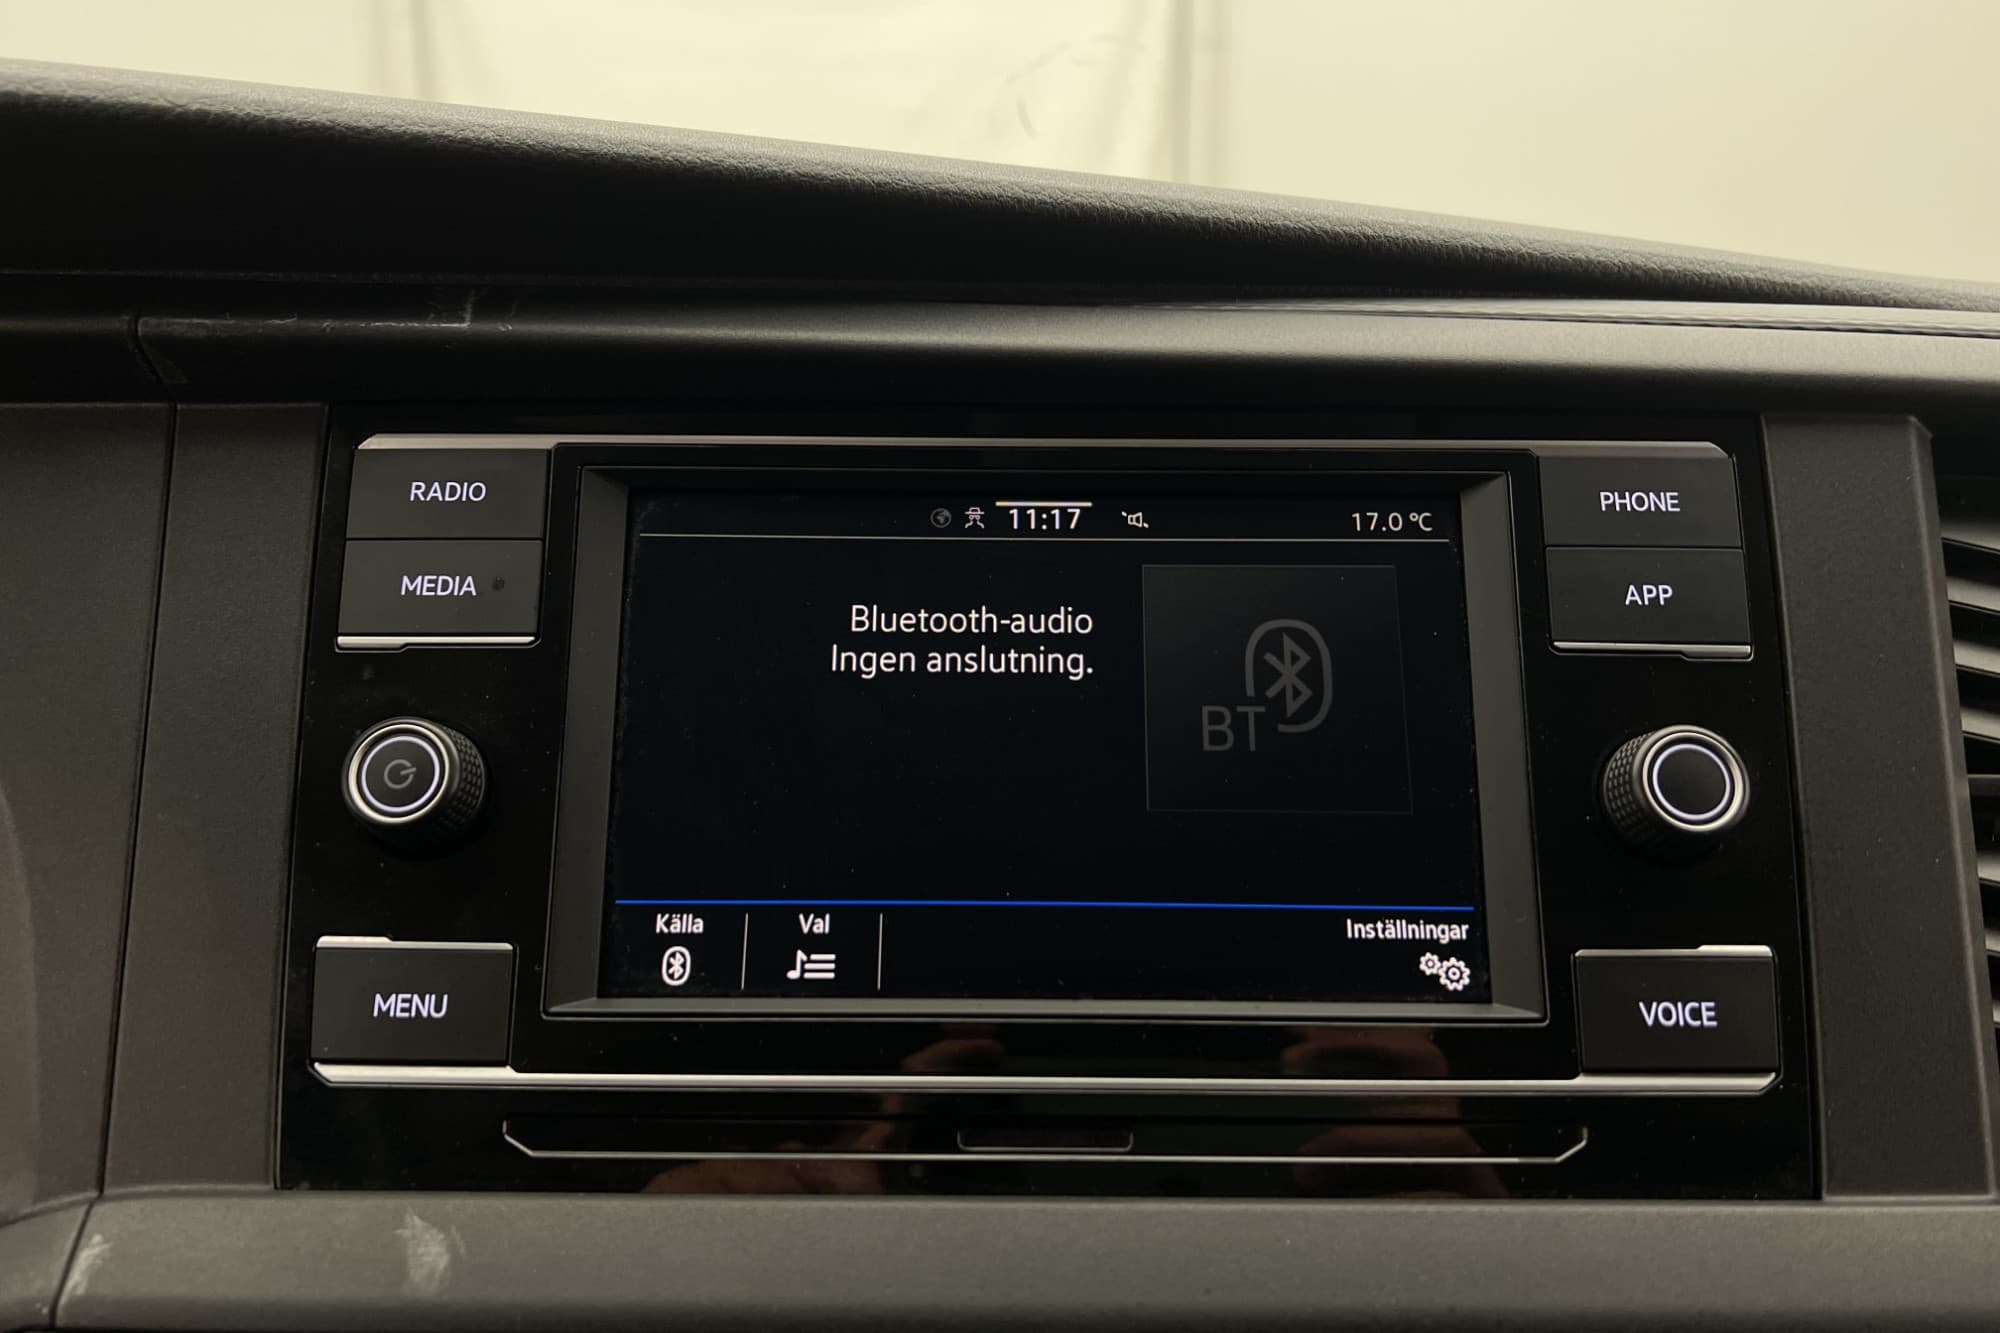 RADIO
MEDIA
MENU
11:17
17.0 °C
Bluetooth-audio
Ingen anslutning.
BT
Källa
Val
Inställningar
PHONE
APP
VOICE